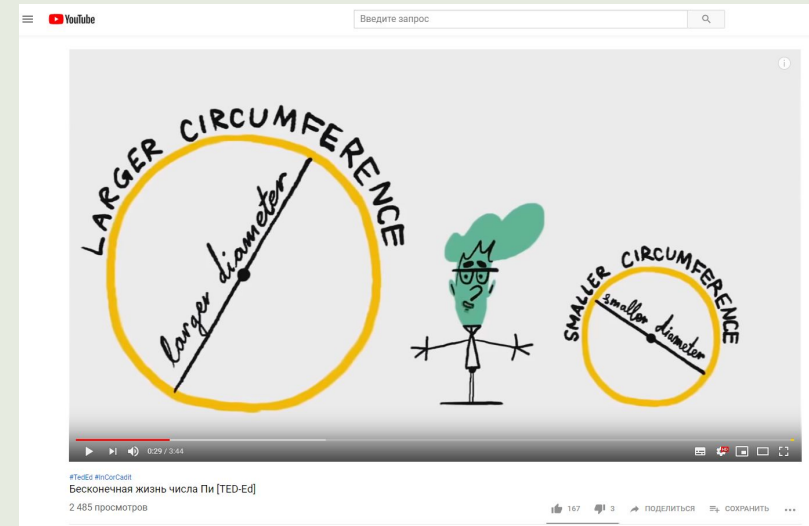 YouTube
Введите запрос
LARGER CIRCUMFERENCE
larger diameter
SMALLER CIRCUMFERENCE
smaller diameter
0:29 / 3:44
#TedEd #InCorCadit
Бесконечная жизнь числа Пи [TED-Ed]
2 485 просмотров
167 3 ПОДЕЛИТЬСЯ СОХРАНИТЬ